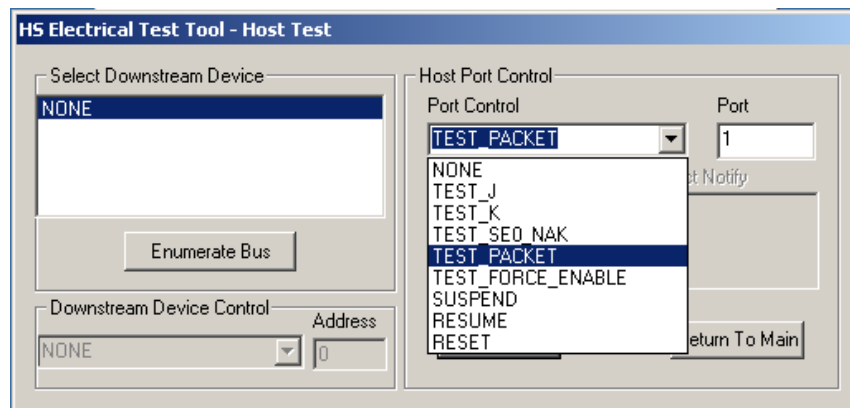 HS Electrical Test Tool - Host Test
Select Downstream Device
NONE
Enumerate Bus
Downstream Device Control
Address
NONE
0
Host Port Control
Port Control
Port
TEST_PACKET
1
NONE
TEST_J
TEST_K
TEST_SE0_NAK
TEST_PACKET
TEST_FORCE_ENABLE
SUSPEND
RESUME
RESET
ct Notify
eturn To Main